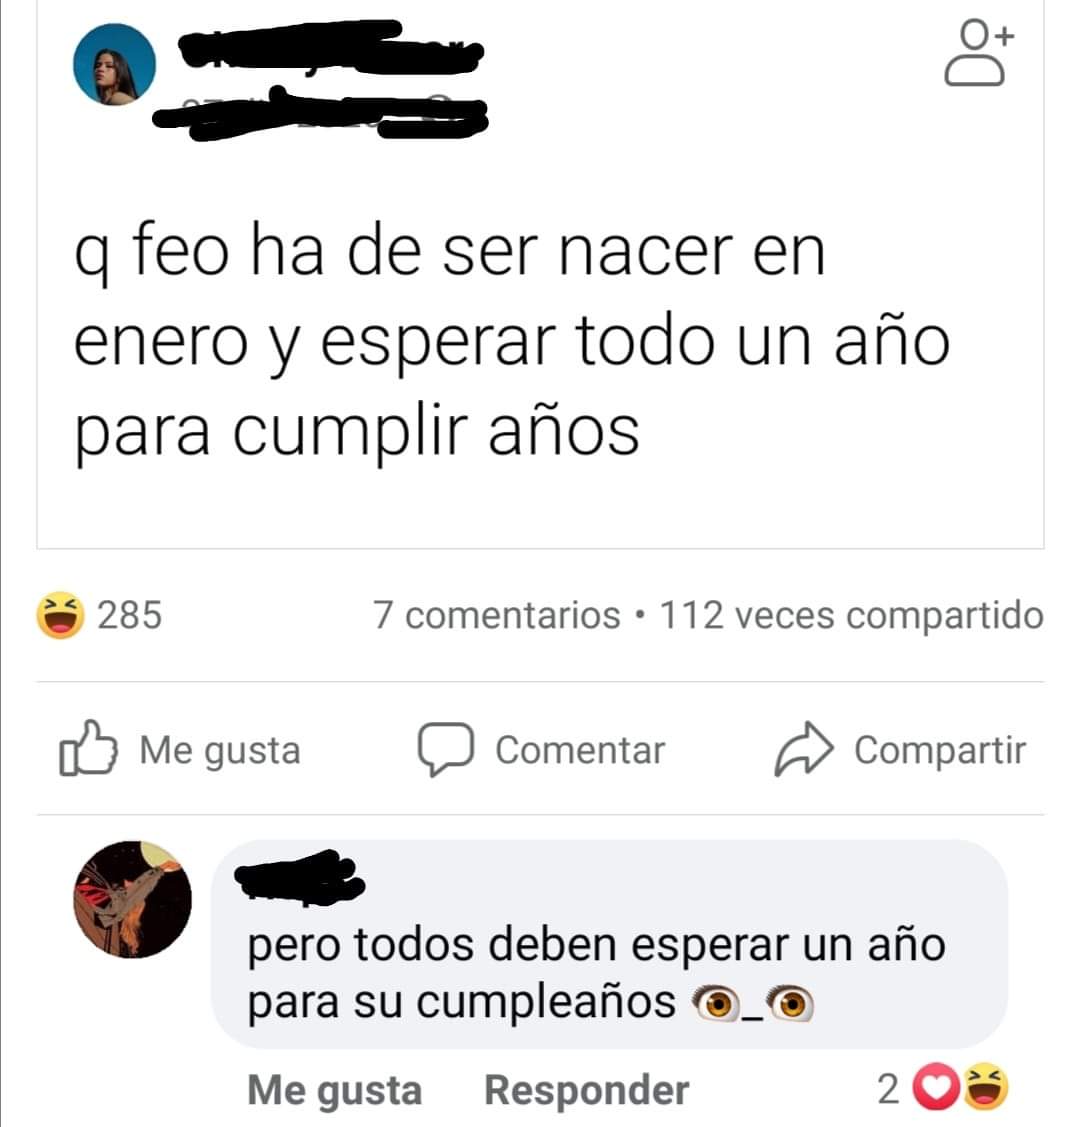 q feo ha de ser nacer en
enero y esperar todo un año
para cumplir años
285
7 comentarios • 112 veces compartido
Me gusta
Comentar
Compartir
pero todos deben esperar un año
para su cumpleaños 👁️_👁️
Me gusta
Responder
2